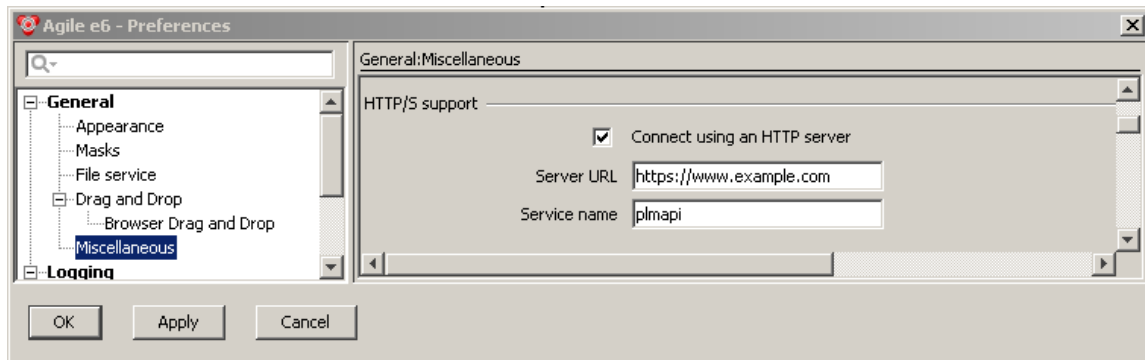 Agile e6 - Preferences
General:Miscellaneous
General
Appearance
Masks
File service
Drag and Drop
Browser Drag and Drop
Miscellaneous
Logging
HTTP/S support
Connect using an HTTP server
Server URL https://www.example.com
Service name plmapi
OK Apply Cancel